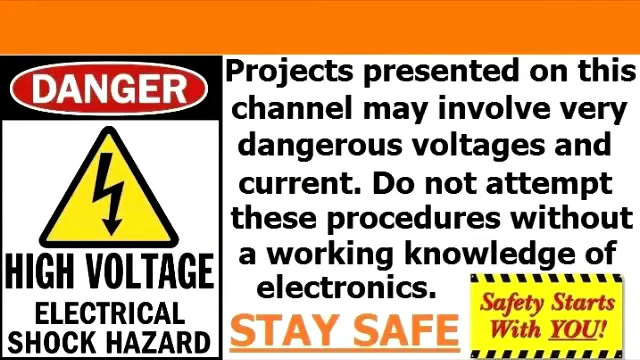 DANGER
HIGH VOLTAGE
ELECTRICAL
SHOCK HAZARD
Projects presented on this
channel may involve very
dangerous voltages and
current. Do not attempt
these procedures without
a working knowledge of
electronics.
STAY SAFE
Safety Starts
With YOU!